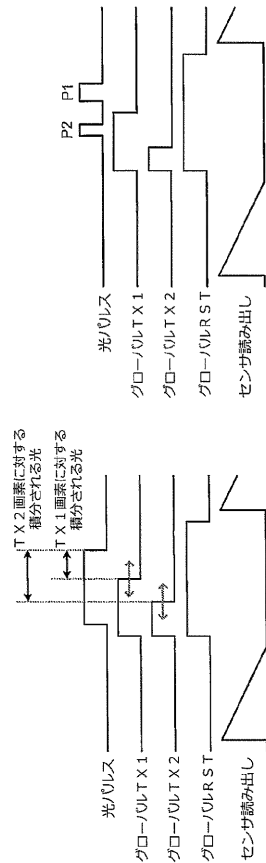 TX2画素に対する
積分される光
TX1画素に対する
積分される光
光パルス
グローバルTX1
グローバルTX2
グローバルRST
センサ読み出し
P2
P1
光パルス
グローバルTX1
グローバルTX2
グローバルRST
センサ読み出し